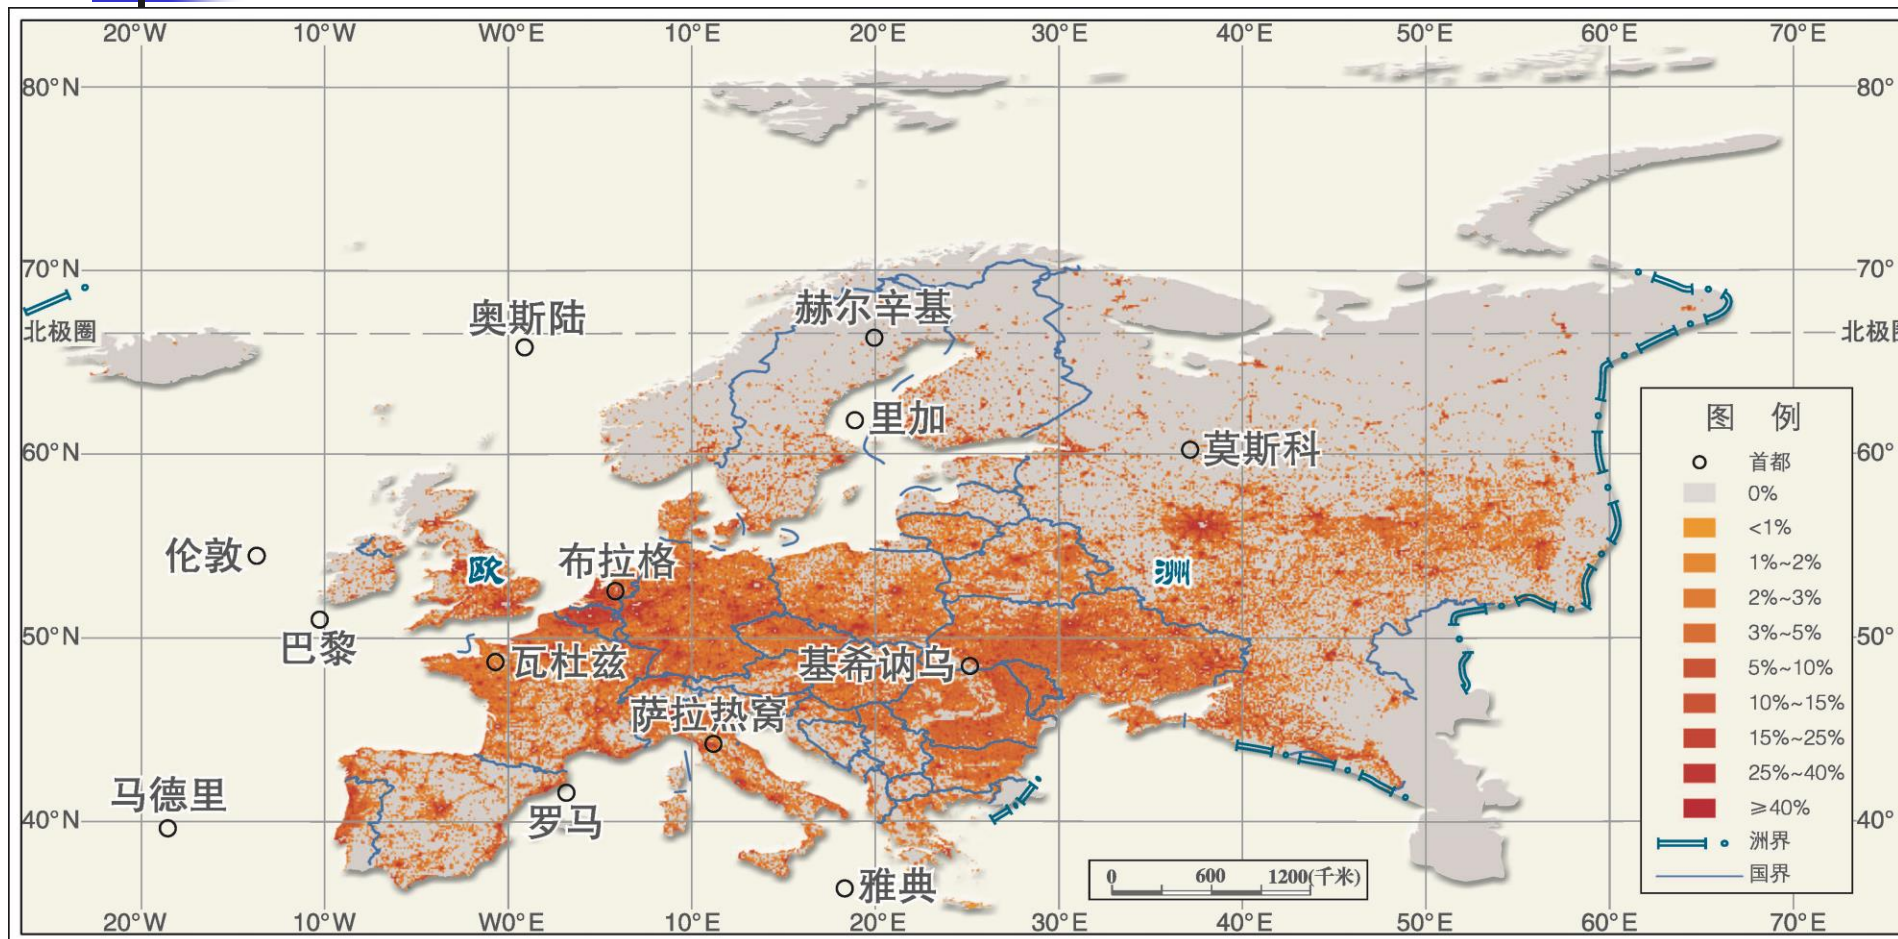 20°W 10°W W0°E 10°E 20°E 30°E 40°E 50°E 60°E 70°E
80°N 80°
70°N 70°
奥斯陆 赫尔辛基
北极圈 北极圈
里加
60°N 莫斯科 60°
伦敦 欧 布拉格 洲
50°N 巴黎 瓦杜兹 基希讷乌 50°
萨拉热窝
马德里 罗马
40°N 40°
雅典
0 600 1200(千米)
图 例
首都
0%
<1%
1%~2%
2%~3%
3%~5%
5%~10%
10%~15%
15%~25%
25%~40%
≥40%
洲界
国界
20°W 10°W W0°E 10°E 20°E 30°E 40°E 50°E 60°E 70°E